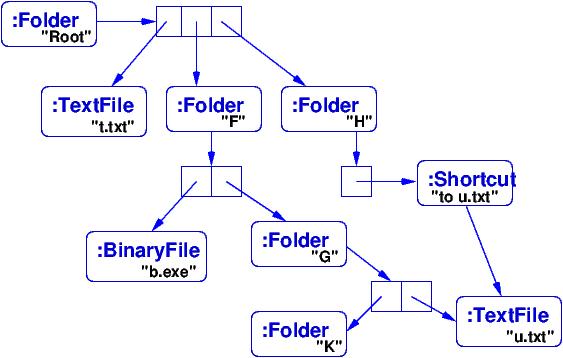 :Folder
"Root"
:TextFile
"t.txt"
:Folder
"F"
:Folder
"H"
:Shortcut
"to u.txt"
:BinaryFile
"b.exe"
:Folder
"G"
:Folder
"K"
:TextFile
"u.txt"